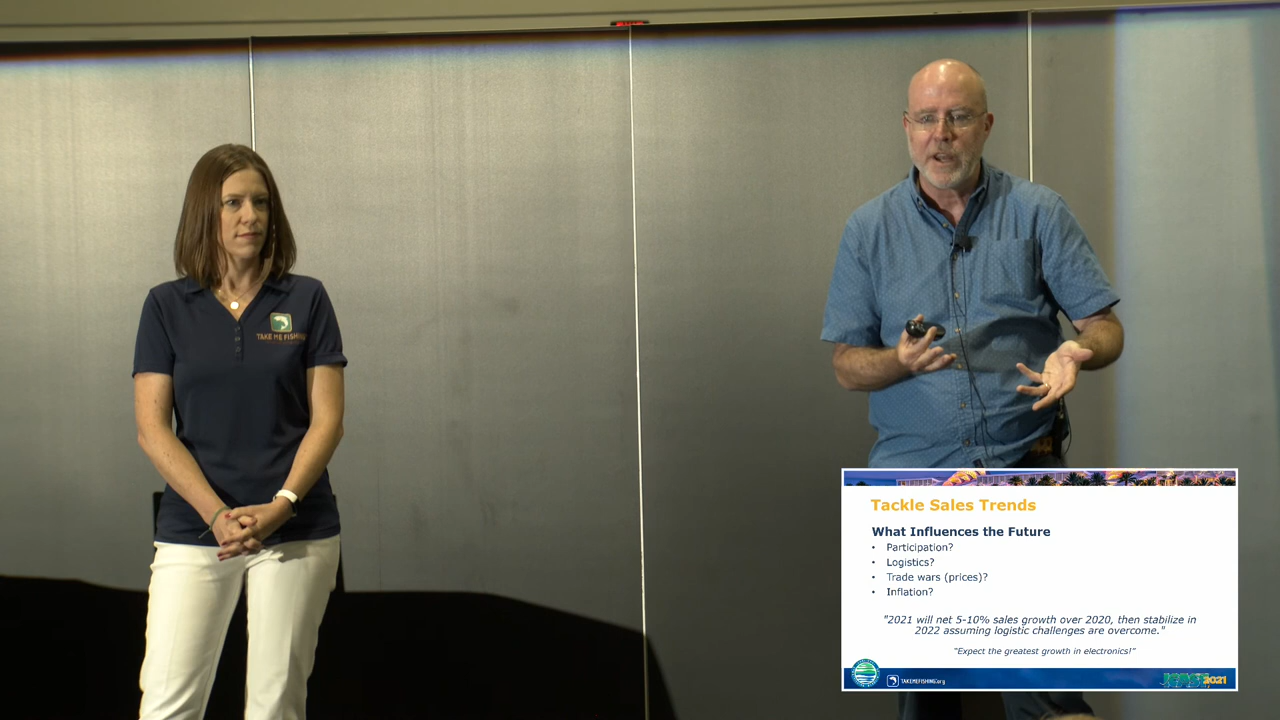 TAKE ME FISHING
Tackle Sales Trends
What Influences the Future
• Participation?
• Logistics?
• Trade wars (prices)?
• Inflation?
"2021 will net 5-10% sales growth over 2020, then stabilize in
2022 assuming logistic challenges are overcome."
"Expect the greatest growth in electronics!"
TAKEMEFISHING.org
ICAST 2021